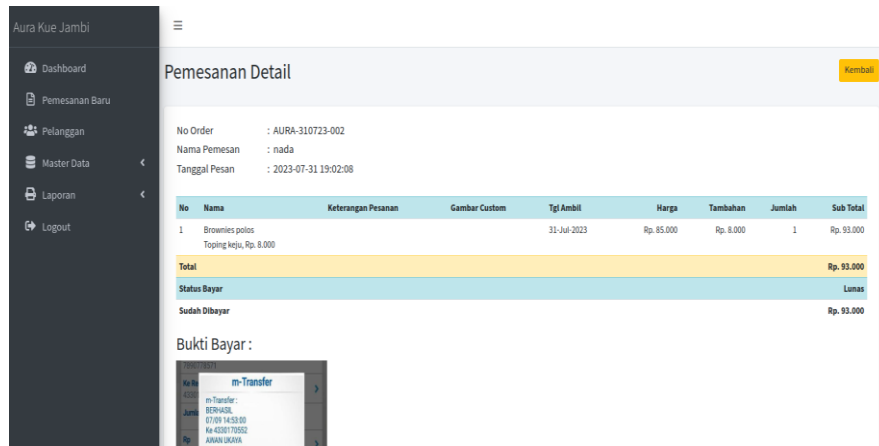 Aura Kue Jambi
Dashboard
Pemesanan Baru
Pelanggan
Master Data
Laporan
Logout
Pemesanan Detail
Kembali
No Order : AURA-310723-002
Nama Pemesan : nada
Tanggal Pesan : 2023-07-31 19:02:08
No Nama Keterangan Pesanan Gambar Custom Tgl Ambil Harga Tambahan Jumlah Sub Total
1 Brownies polos 31-Jul-2023 Rp. 85.000 Rp. 8.000 1 Rp. 93.000
Toping keju, Rp. 8.000
Total Rp. 93.000
Status Bayar Lunas
Sudah Dibayar Rp. 93.000
Bukti Bayar :
Ke Re
m-Transfer
m-Transfer :
BERHASIL
07/09 14:53:00
Ke 4330170552
AWAN UKAYA
Rp